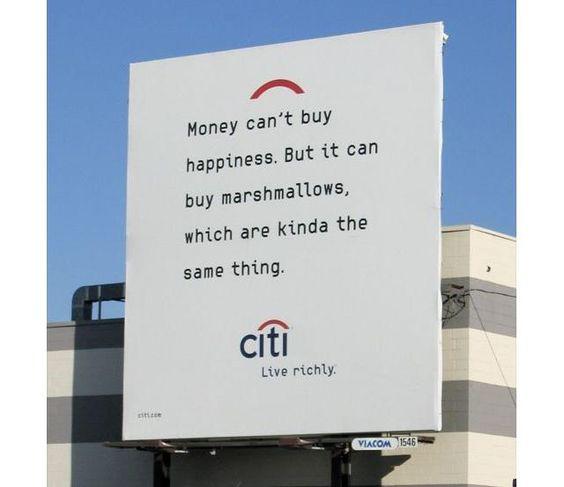 Money can't buy
happiness. But it can
buy marshmallows,
which are kinda the
same thing.
citi
Live richly.
citi.com
VIACOM 1546